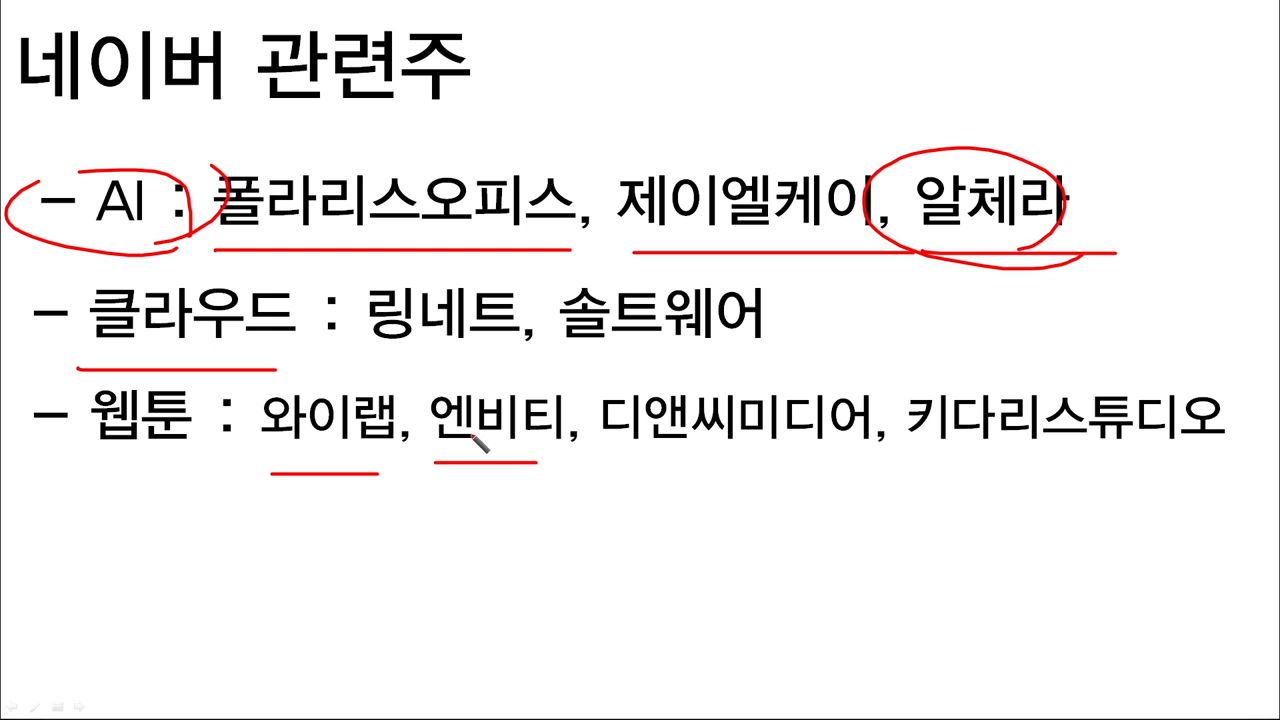 네이버 관련주
- AI : 폴라리스오피스, 제이엘케이, 알체라
- 클라우드 : 링네트, 솔트웨어
- 웹툰 : 와이랩, 엔비티, 디앤씨미디어, 키다리스튜디오